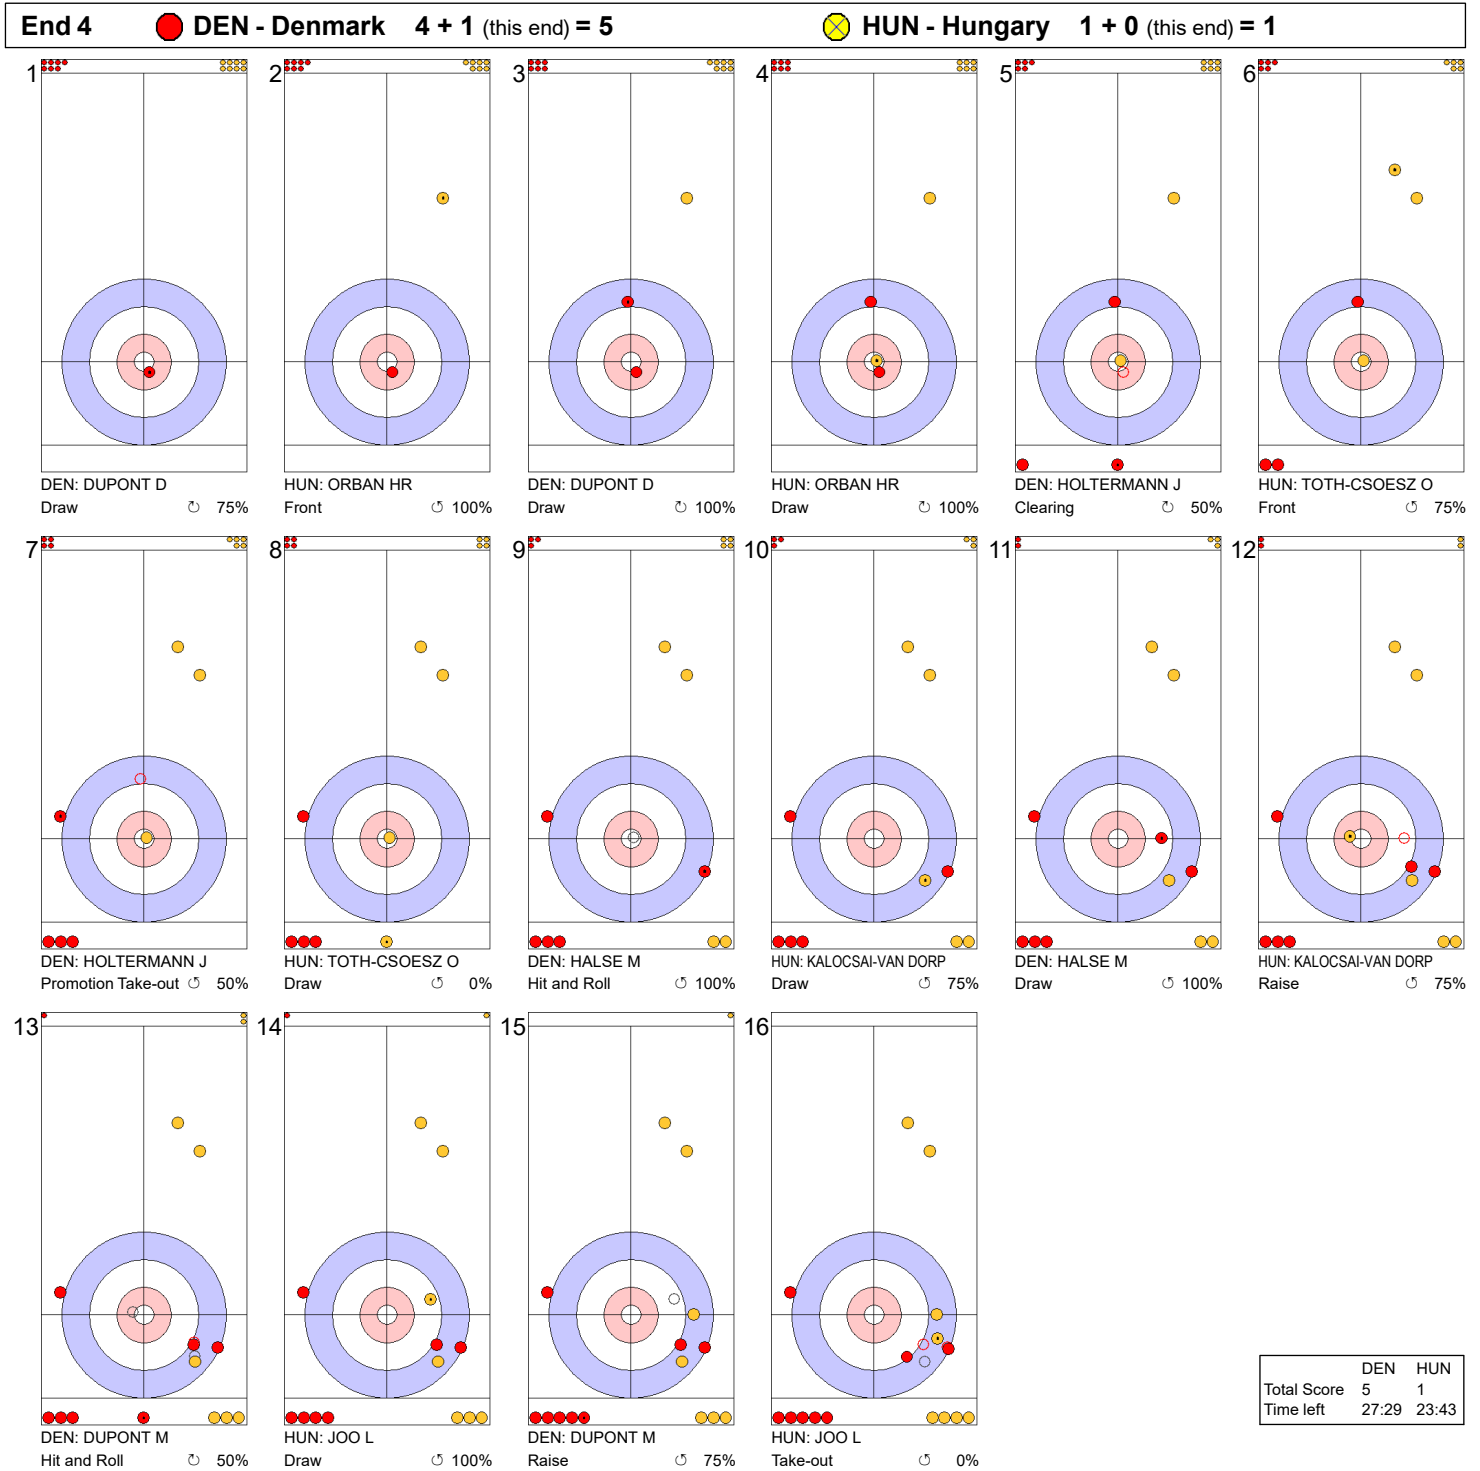 End 4 DEN - Denmark 4 + 1 (this end) = 5 HUN - Hungary 1 + 0 (this end) = 1
1 2 3 4 5 6
DEN: DUPONT D HUN: ORBAN HR DEN: DUPONT D HUN: ORBAN HR DEN: HOLTERMANN J HUN: TOTH-CSOESZ O
Draw ↻ 75% Front ↺ 100% Draw ↺ 100% Draw ↺ 100% Clearing ↻ 50% Front ↺ 75%
7 8 9 10 11 12
DEN: HOLTERMANN J HUN: TOTH-CSOESZ O DEN: HALSE M HUN: KALOCSAI-VAN DORP DEN: HALSE M HUN: KALOCSAI-VAN DORP
Promotion Take-out ↺ 50% Draw ↺ 0% Hit and Roll ↺ 100% Draw ↺ 75% Draw ↺ 100% Raise ↺ 75%
13 14 15 16
DEN HUN
Total Score 5 1
Time left 27:29 23:43
DEN: DUPONT M HUN: JOO L DEN: DUPONT M HUN: JOO L
Hit and Roll ↻ 50% Draw ↺ 100% Raise ↺ 75% Take-out ↺ 0%